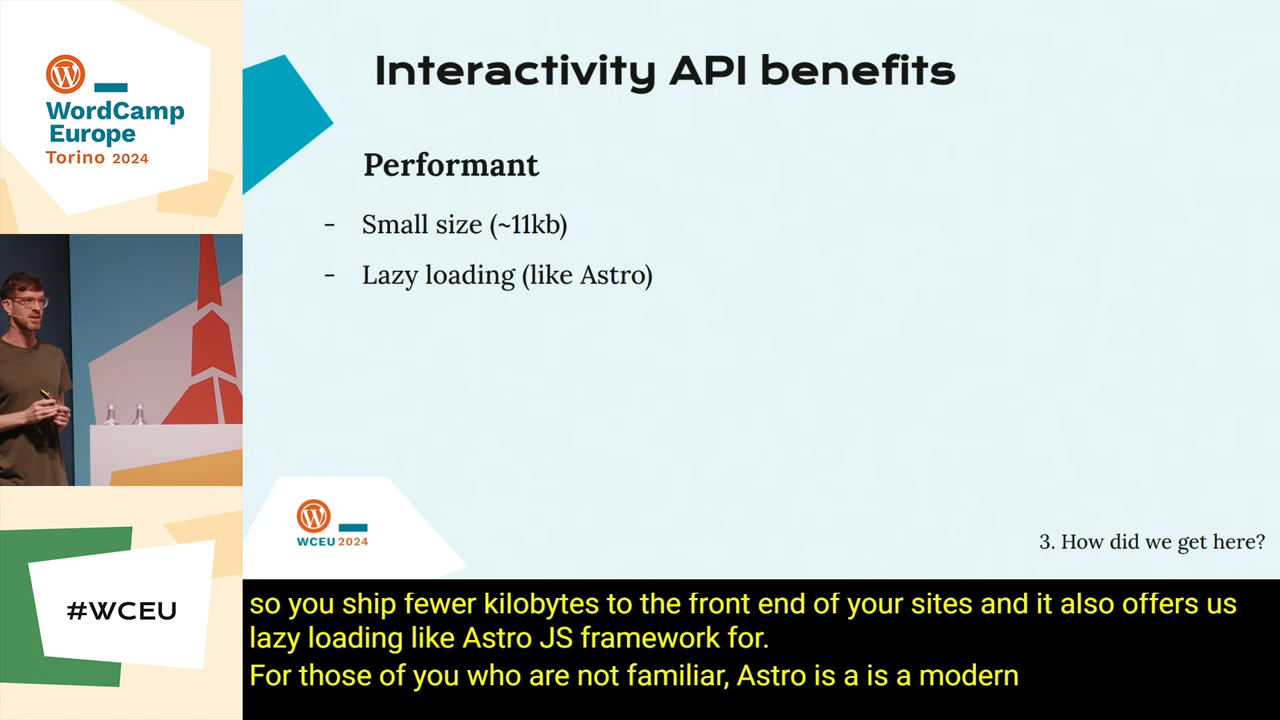 WordCamp
Europe
Torino 2024
Interactivity API benefits
Performant
- Small size (~11kb)
- Lazy loading (like Astro)
WCEU 2024
3. How did we get here?
#WCEU
so you ship fewer kilobytes to the front end of your sites and it also offers us
lazy loading like Astro JS framework for.
For those of you who are not familiar, Astro is a is a modern